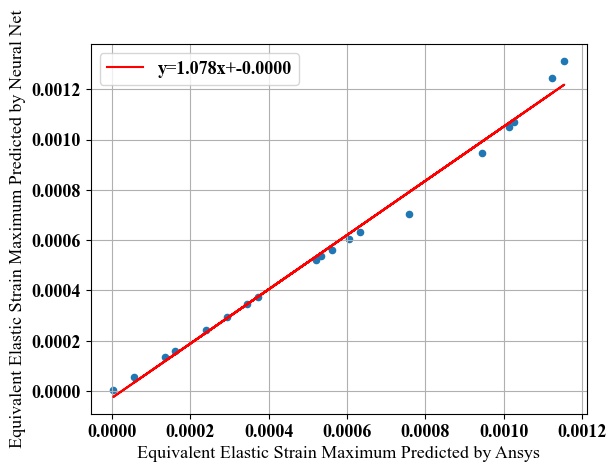 Equivalent Elastic Strain Maximum Predicted by Neural Net
y=1.078x+-0.0000
0.0012
0.0010
0.0008
0.0006
0.0004
0.0002
0.0000
0.0000 0.0002 0.0004 0.0006 0.0008 0.0010 0.0012
Equivalent Elastic Strain Maximum Predicted by Ansys